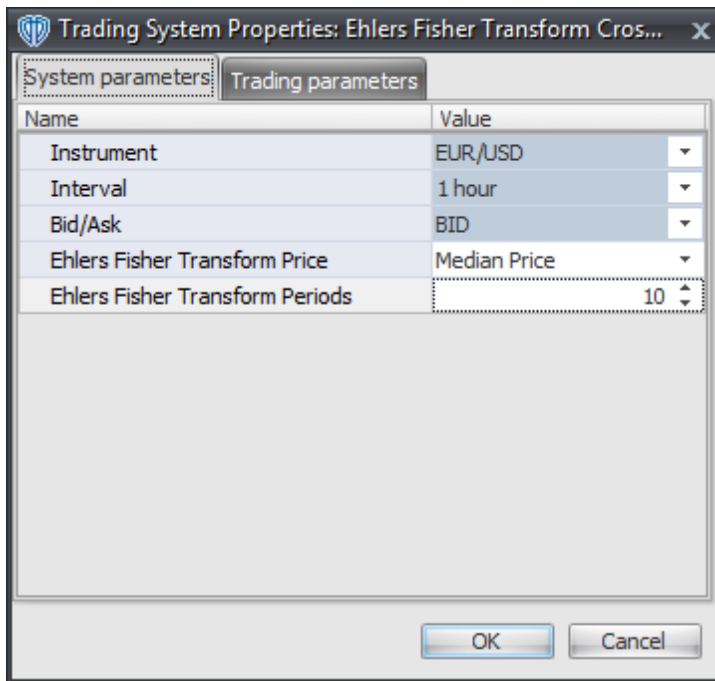 Trading System Properties: Ehlers Fisher Transform Cros... x
System parameters Trading parameters
Name Value
Instrument EUR/USD
Interval 1 hour
Bid/Ask BID
Ehlers Fisher Transform Price Median Price
Ehlers Fisher Transform Periods 10
OK Cancel